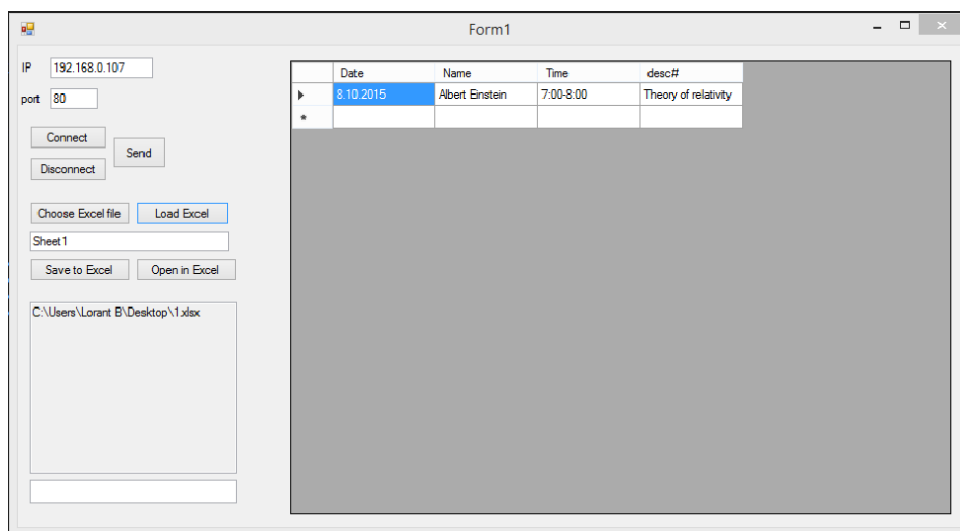 Form1
IP 192.168.0.107
port 80
Connect
Send
Disconnect
Choose Excel file Load Excel
Sheet1
Save to Excel Open in Excel
C:\Users\Lorant B\Desktop\1.xlsx
Date Name Time desc#
8.10.2015 Albert Einstein 7:00-8:00 Theory of relativity